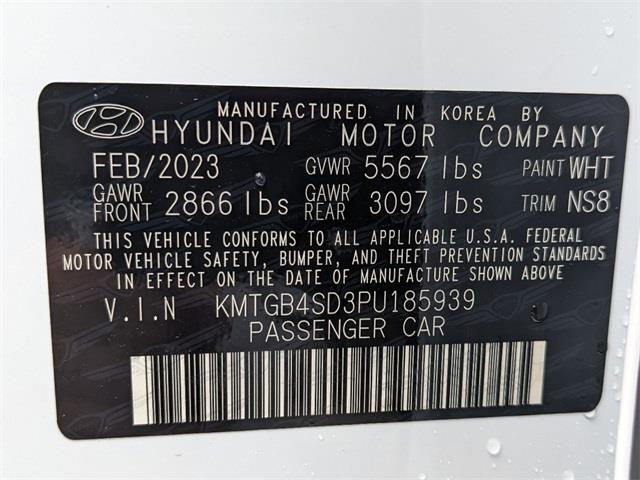 MANUFACTURED IN KOREA BY
HYUNDAI MOTOR COMPANY
FEB/2023 GVWR 5567 lbs PAINT WHT
GAWR FRONT 2866 lbs GAWR REAR 3097 lbs TRIM NS8
THIS VEHICLE CONFORMS TO ALL APPLICABLE U.S.A. FEDERAL
MOTOR VEHICLE SAFETY, BUMPER, AND THEFT PREVENTION STANDARDS
IN EFFECT ON THE DATE OF MANUFACTURE SHOWN ABOVE
V.I.N KMTGB4SD3PU185939
PASSENGER CAR